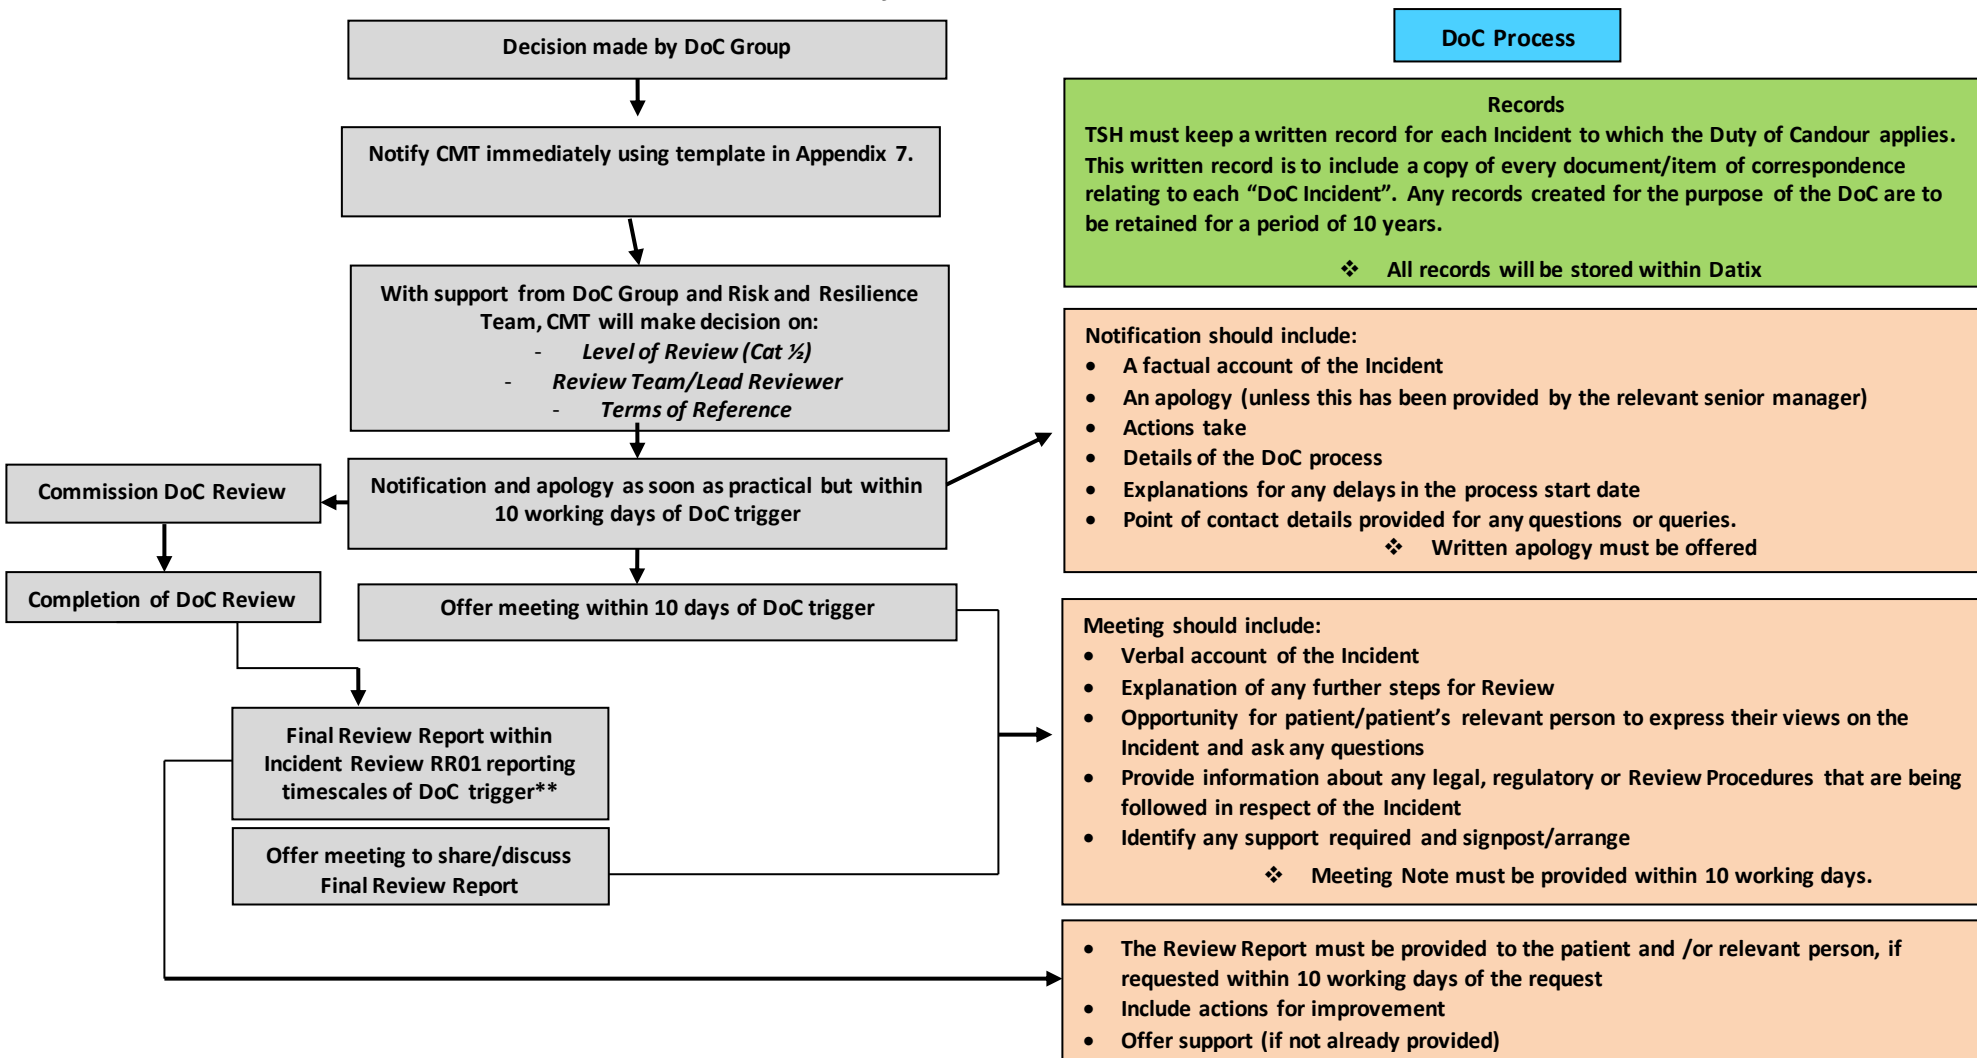 Decision made by DoC Group
Notify CMT immediately using template in Appendix 7.
With support from DoC Group and Risk and Resilience
Team, CMT will make decision on:
- Level of Review (Cat ½)
- Review Team/Lead Reviewer
- Terms of Reference
Notification and apology as soon as practical but within
10 working days of DoC trigger
Commission DoC Review
Completion of DoC Review
Offer meeting within 10 days of DoC trigger
Final Review Report within
Incident Review RR01 reporting
timescales of DoC trigger**
Offer meeting to share/discuss
Final Review Report
DoC Process
Records
TSH must keep a written record for each Incident to which the Duty of Candour applies.
This written record is to include a copy of every document/item of correspondence
relating to each “DoC Incident”. Any records created for the purpose of the DoC are to
be retained for a period of 10 years.
❖ All records will be stored within Datix
Notification should include:
• A factual account of the Incident
• An apology (unless this has been provided by the relevant senior manager)
• Actions take
• Details of the DoC process
• Explanations for any delays in the process start date
• Point of contact details provided for any questions or queries.
❖ Written apology must be offered
Meeting should include:
• Verbal account of the Incident
• Explanation of any further steps for Review
• Opportunity for patient/patient’s relevant person to express their views on the
Incident and ask any questions
• Provide information about any legal, regulatory or Review Procedures that are being
followed in respect of the Incident
• Identify any support required and signpost/arrange
❖ Meeting Note must be provided within 10 working days.
• The Review Report must be provided to the patient and /or relevant person, if
requested within 10 working days of the request
• Include actions for improvement
• Offer support (if not already provided)